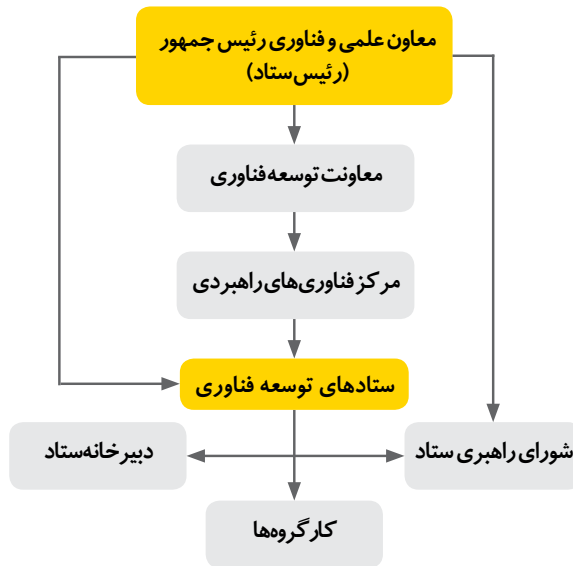 معاون علمی و فناوری رئیس جمهور
(رئیس ستاد)
معاونت توسعه فناوری
مرکز فناوری‌های راهبردی
ستادهای توسعه فناوری
شورای راهبری ستاد
دبیرخانه ستاد
کارگروه‌ها